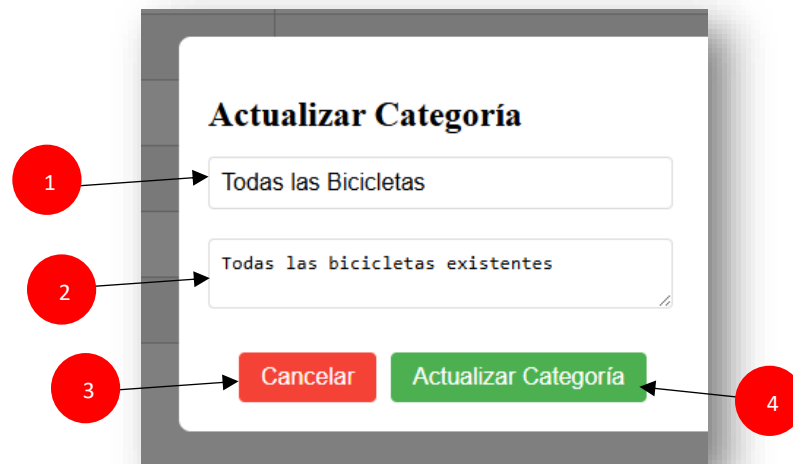 Actualizar Categoría
1
Todas las Bicicletas
Todas las bicicletas existentes
2
Cancelar
Actualizar Categoría
3
4